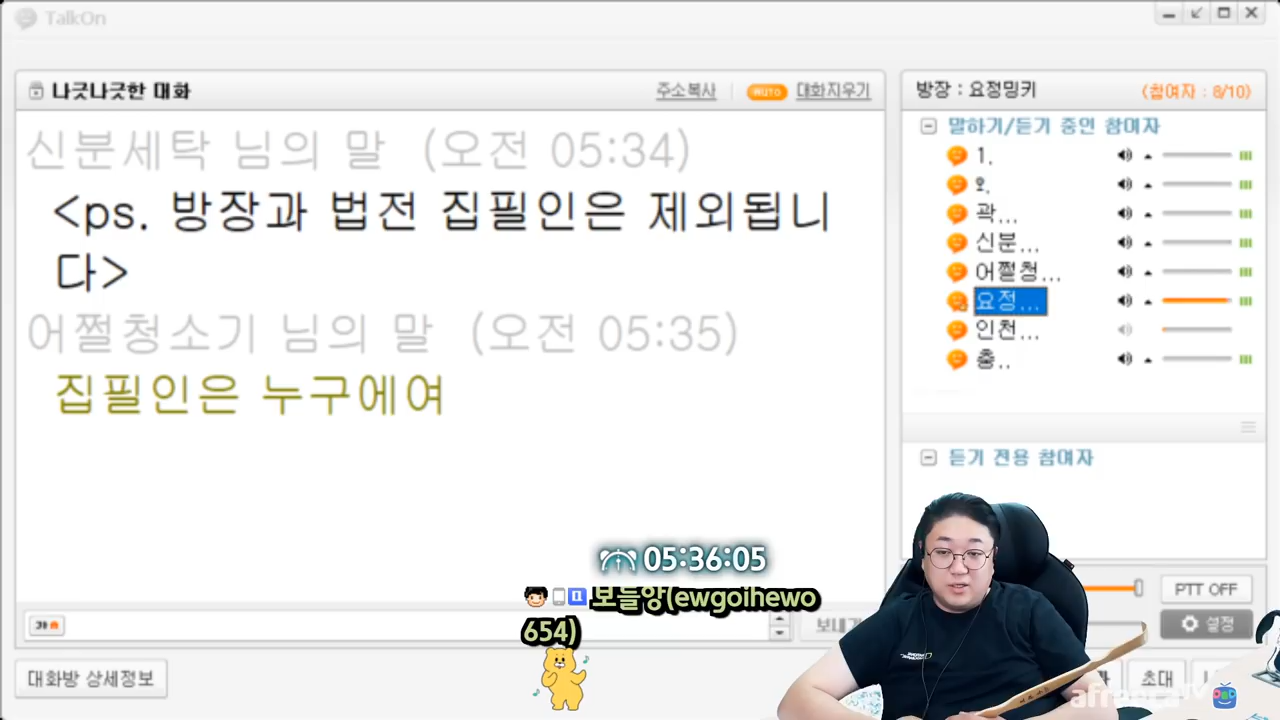 TalkOn
나긋나긋한 대화
주소복사
AUTO
대화지우기
신분세탁 님의 말 (오전 05:34)
<ps. 방장과 법전 집필인은 제외됩니
다>
어쩔청소기 님의 말 (오전 05:35)
집필인은 누구에여
방장 : 요정밍키
(참여자 : 8/10)
말하기/듣기 중인 참여자
1.
곽...
신분...
어쩔청...
요정...
인천...
충..
듣기 전용 참여자
05:36:05
보들앙(ewgoihewo
654)
가
보내기
PTT OFF
설정
대화방 상세정보
초대